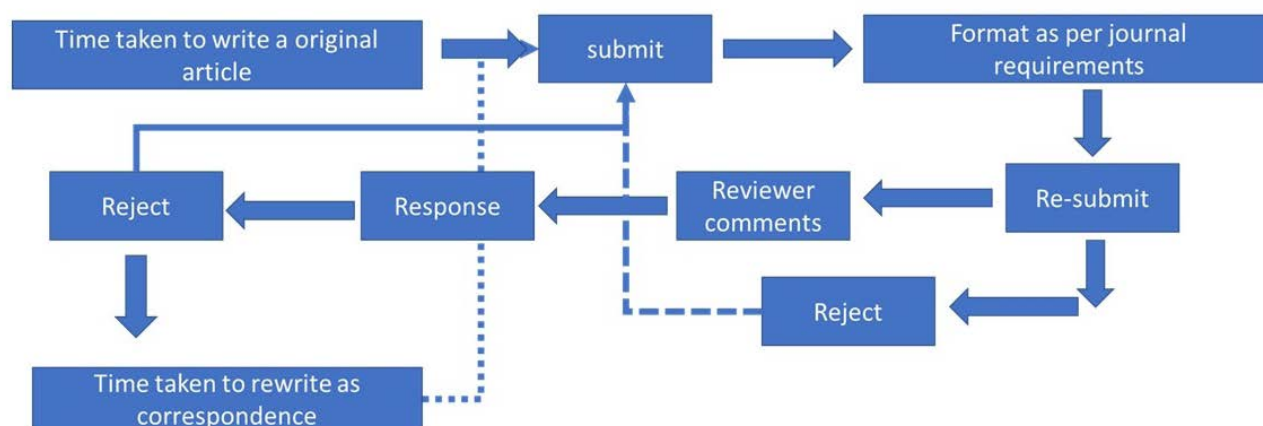 Time taken to write a original
article
submit
Format as per journal
requirements
Reject
Response
Reviewer
comments
Re-submit
Reject
Time taken to rewrite as
correspondence